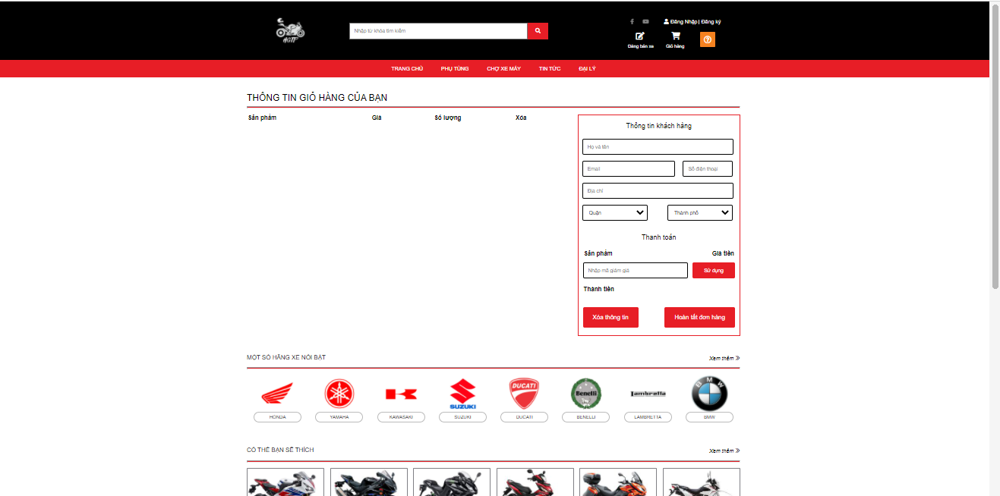 HGTP
Đăng Nhập | Đăng ký
Nhập từ khóa tìm kiếm
Đăng bán xe
Giỏ hàng
TRANG CHỦ PHỤ TÙNG CHỢ XE MÁY TIN TỨC ĐẠI LÝ
THÔNG TIN GIỎ HÀNG CỦA BẠN
Sản phẩm Giá Số lượng Xóa
Thông tin khách hàng
Họ và tên
Email Số điện thoại
Địa chỉ
Quận Thành phố
Thanh toán
Sản phẩm Giá tiền
Nhập mã giảm giá Sử dụng
Thành tiền
Xóa thông tin Hoàn tất đơn hàng
MỘT SỐ HÃNG XE NỔI BẬT Xem thêm
SUZUKI DUCATI Benelli Lambretta BMW
HONDA YAMAHA KAWASAKI SUZUKI DUCATI BENELLI LAMBRETTA BMW
CÓ THỂ BẠN SẼ THÍCH Xem thêm